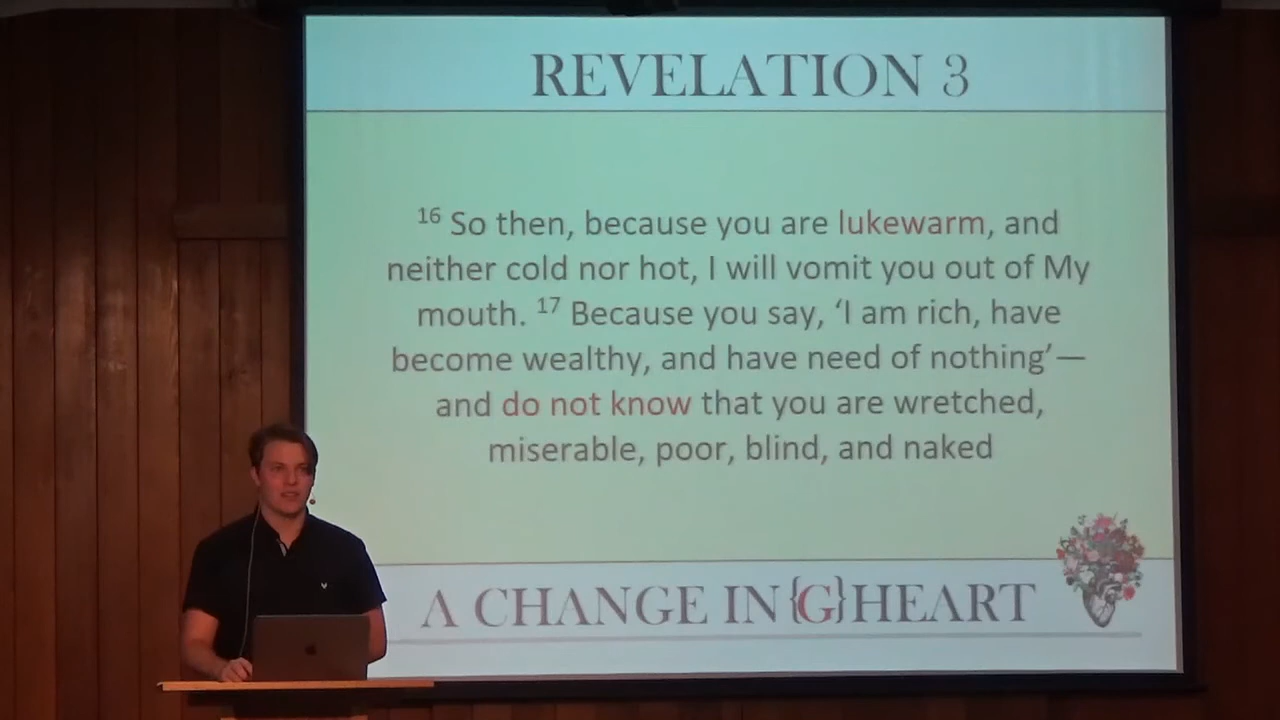 REVELATION 3
16 So then, because you are lukewarm, and
neither cold nor hot, I will vomit you out of My
mouth. 17 Because you say, ‘I am rich, have
become wealthy, and have need of nothing’—
and do not know that you are wretched,
miserable, poor, blind, and naked
A CHANGE IN {G} HEART